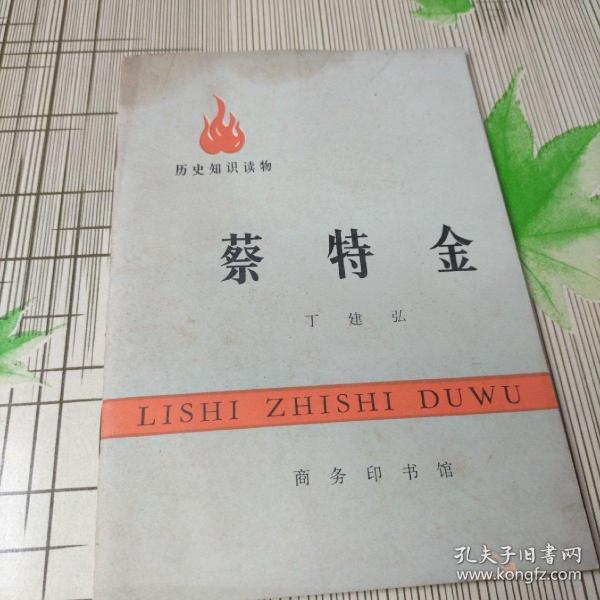 历史知识读物
蔡特金
丁建弘
LISHI ZHISHI DUWU
商务印书馆
孔夫子旧书网
www.kongfz.com